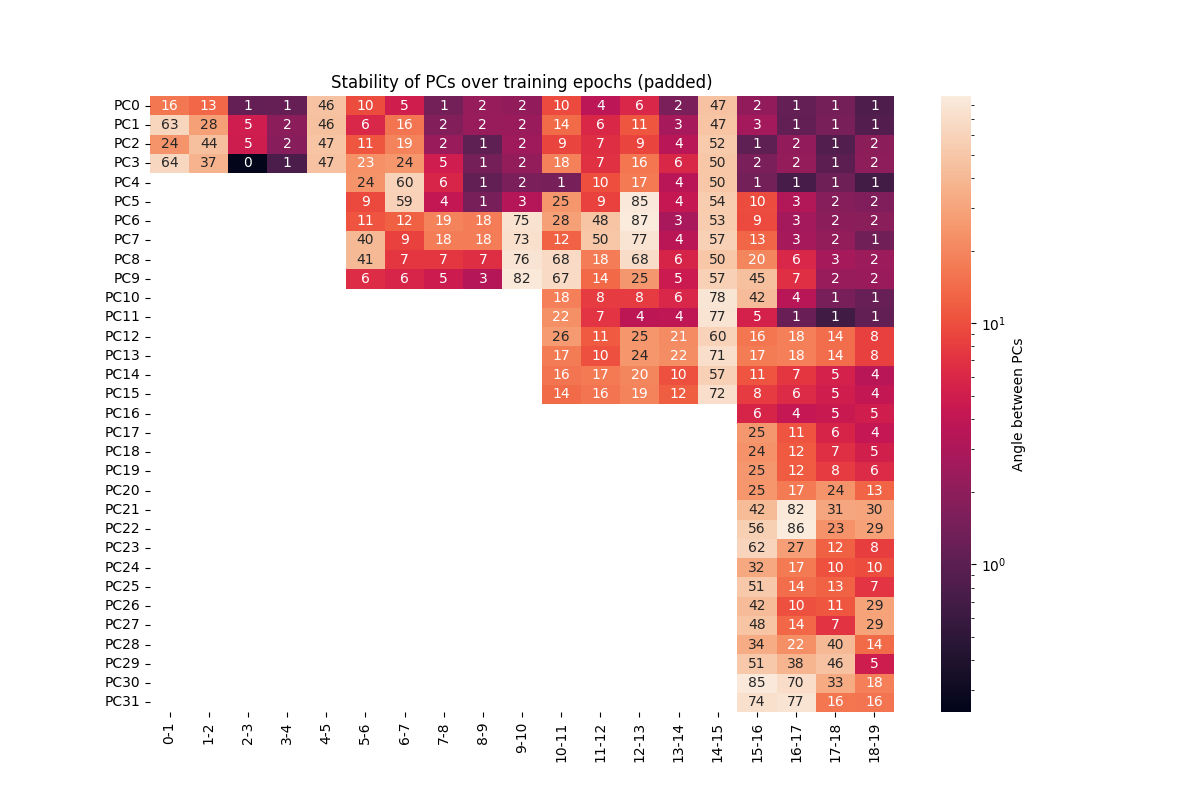 Stability of PCs over training epochs (padded)
PC0 16 13 1 1 46 10 5 1 2 2 10 4 6 2 47 2 1 1 1
PC1 63 28 5 2 46 6 16 2 2 2 14 6 11 3 47 3 1 1 1
PC2 24 44 5 2 47 11 19 2 1 2 9 7 9 4 52 1 2 1 2
PC3 64 37 0 1 47 23 24 5 1 2 18 7 16 6 50 2 2 1 2
PC4 24 60 6 1 2 1 10 17 4 50 1 1 1 1
PC5 9 59 4 1 3 25 9 85 4 54 10 3 2 2
PC6 11 12 19 18 75 28 48 87 3 53 9 3 2 2
PC7 40 9 18 18 73 12 50 77 4 57 13 3 2 1
PC8 41 7 7 7 76 68 18 68 6 50 20 6 3 2
PC9 6 6 5 3 82 67 14 25 5 57 45 7 2 2
PC10 18 8 8 6 78 42 4 1 1
PC11 22 7 4 4 77 5 1 1 1
PC12 26 11 25 21 60 16 18 14 8
PC13 17 10 24 22 71 17 18 14 8
PC14 16 17 20 10 57 11 7 5 4
PC15 14 16 19 12 72 8 6 5 4
PC16 6 4 5 5
PC17 25 11 6 4
PC18 24 12 7 5
PC19 25 12 8 6
PC20 25 17 24 13
PC21 42 82 31 30
PC22 56 86 23 29
PC23 62 27 12 8
PC24 32 17 10 10
PC25 51 14 13 7
PC26 42 10 11 29
PC27 48 14 7 29
PC28 34 22 40 14
PC29 51 38 46 5
PC30 85 70 33 18
PC31 74 77 16 16
0-1 1-2 2-3 3-4 4-5 5-6 6-7 7-8 8-9 9-10 10-11 11-12 12-13 13-14 14-15 15-16 16-17 17-18 18-19
10¹
10⁰
Angle between PCs